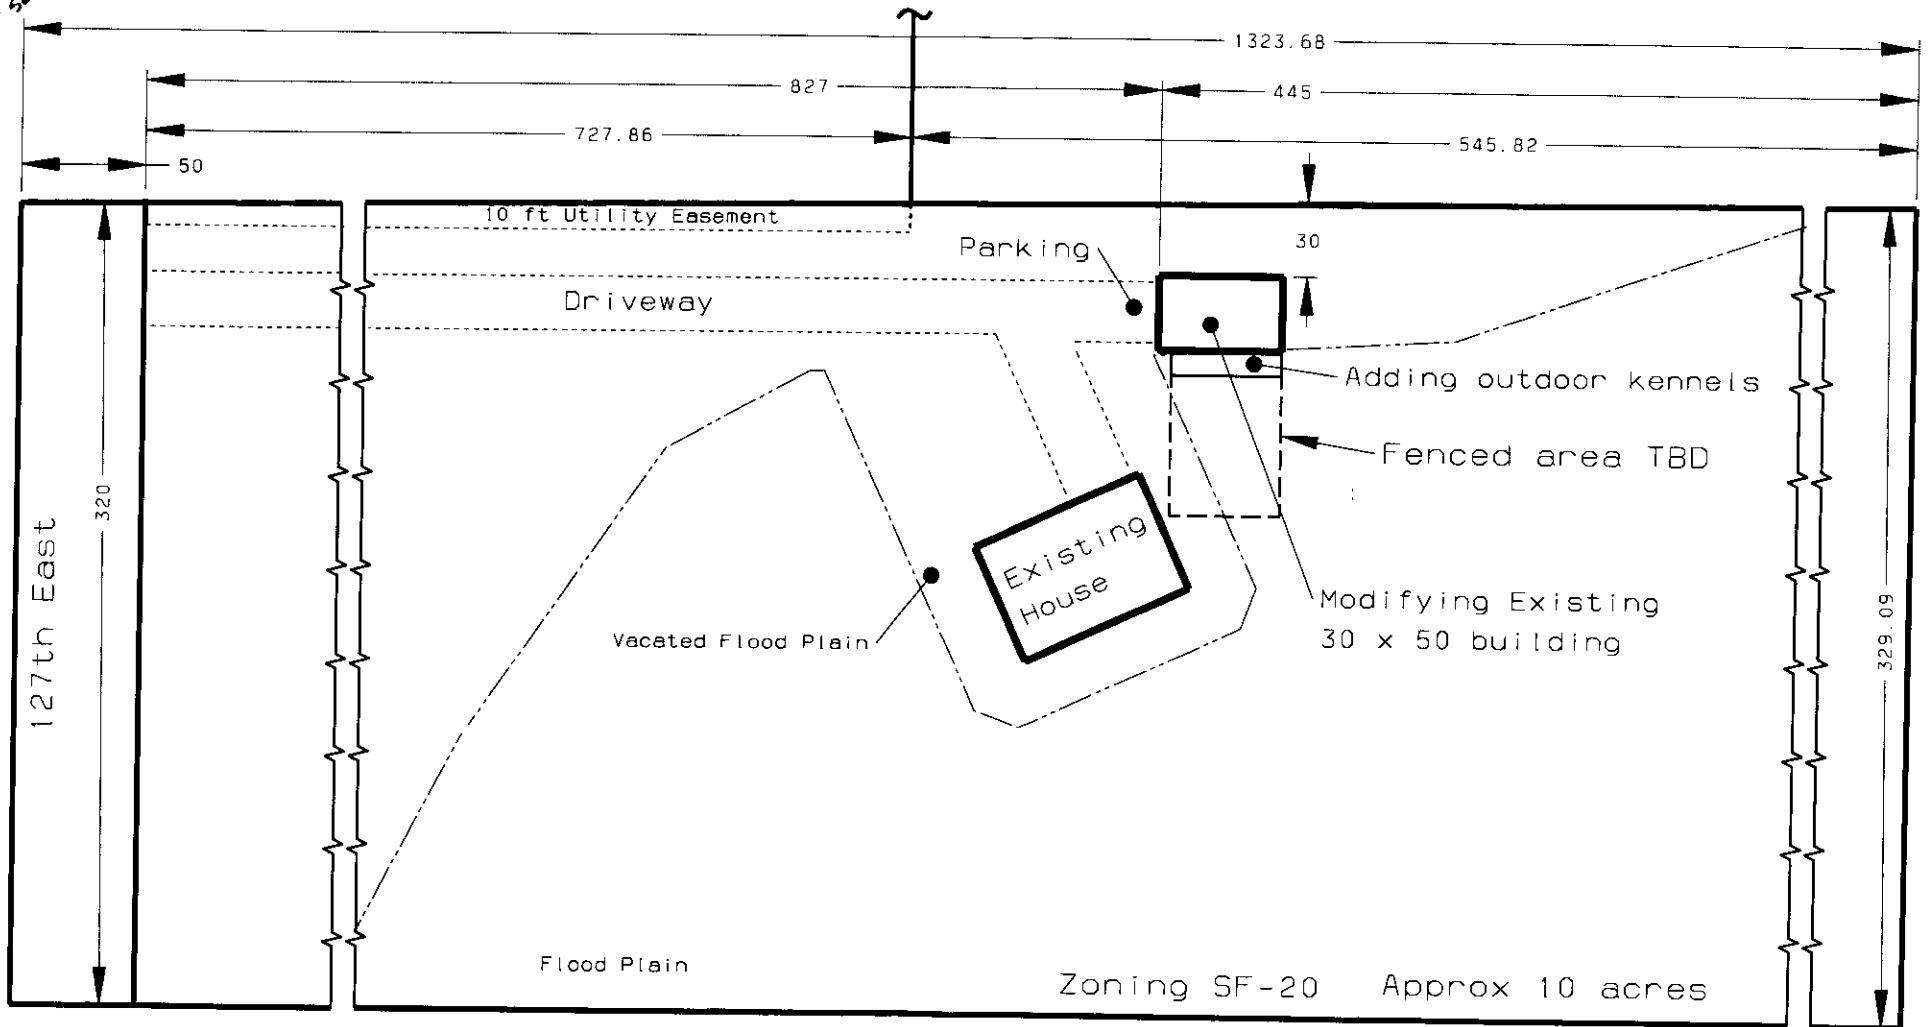 1323.68
827
445
727.86
545.82
50
10 ft Utility Easement
Parking
30
Driveway
Adding outdoor kennels
Fenced area TBD
320
127th East
Existing
House
Modifying Existing
30 x 50 building
Vacated Flood Plain
329.09
Flood Plain
Zoning SF-20 Approx 10 acres